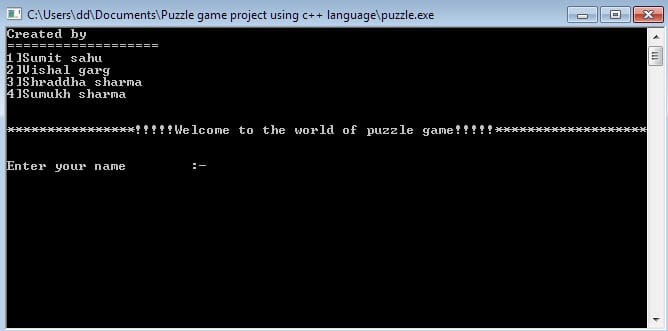 C:\Users\dd\Documents\Puzzle game project using c++ language\puzzle.exe
Created by
===================
1]Sumit sahu
2]Vishal garg
3]Shraddha sharma
4]Sumukh sharma
****************!!!!!Welcome to the world of puzzle game!!!!!*******************
Enter your name :-